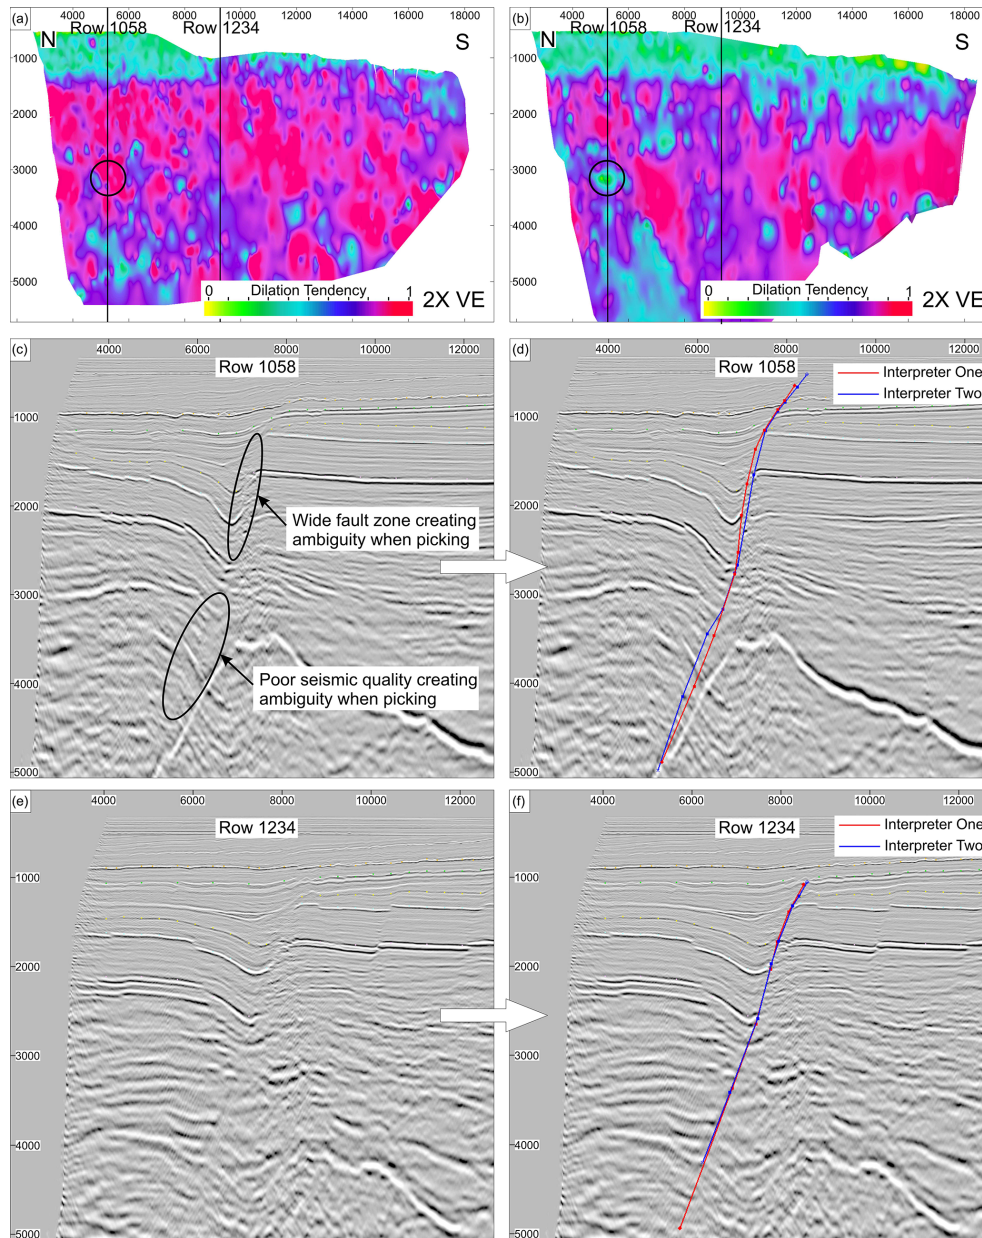 (a)
4000 6000 8000 10000 12000 14000 16000 18000
Row 1058
Row 1234
N
S
1000
2000
3000
4000
5000
0 Dilation Tendency 1
2X VE
(b)
4000 6000 8000 10000 12000 14000 16000 18000
Row 1058
Row 1234
N
S
1000
2000
3000
4000
5000
0 Dilation Tendency 1
2X VE
(c)
4000 6000 8000 10000 12000
Row 1058
1000
2000
3000
4000
5000
Wide fault zone creating
ambiguity when picking
Poor seismic quality creating
ambiguity when picking
(d)
4000 6000 8000 10000 12000
Row 1058
Interpreter One
Interpreter Two
1000
2000
3000
4000
5000
(e)
4000 6000 8000 10000 12000
Row 1234
1000
2000
3000
4000
5000
(f)
4000 6000 8000 10000 12000
Row 1234
Interpreter One
Interpreter Two
1000
2000
3000
4000
5000